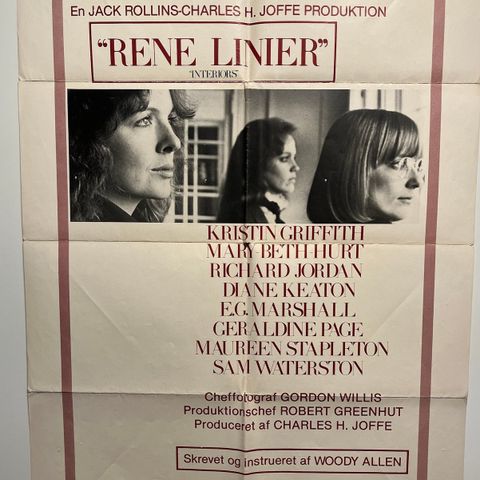 En JACK ROLLINS-CHARLES H. JOFFE PRODUKTION
"RENE LINIER"
"INTERIORS"
KRISTIN GRIFFITH
MARY-BETH-HURT
RICHARD JORDAN
DIANE KEATON
E.G. MARSHALL
GERALDINE PAGE
MAUREEN STAPLETON
SAM WATERSTON
Cheffotograf GORDON WILLIS
Produktionschef ROBERT GREENHUT
Produceret af CHARLES H. JOFFE
Skrevet og instrueret af WOODY ALLEN